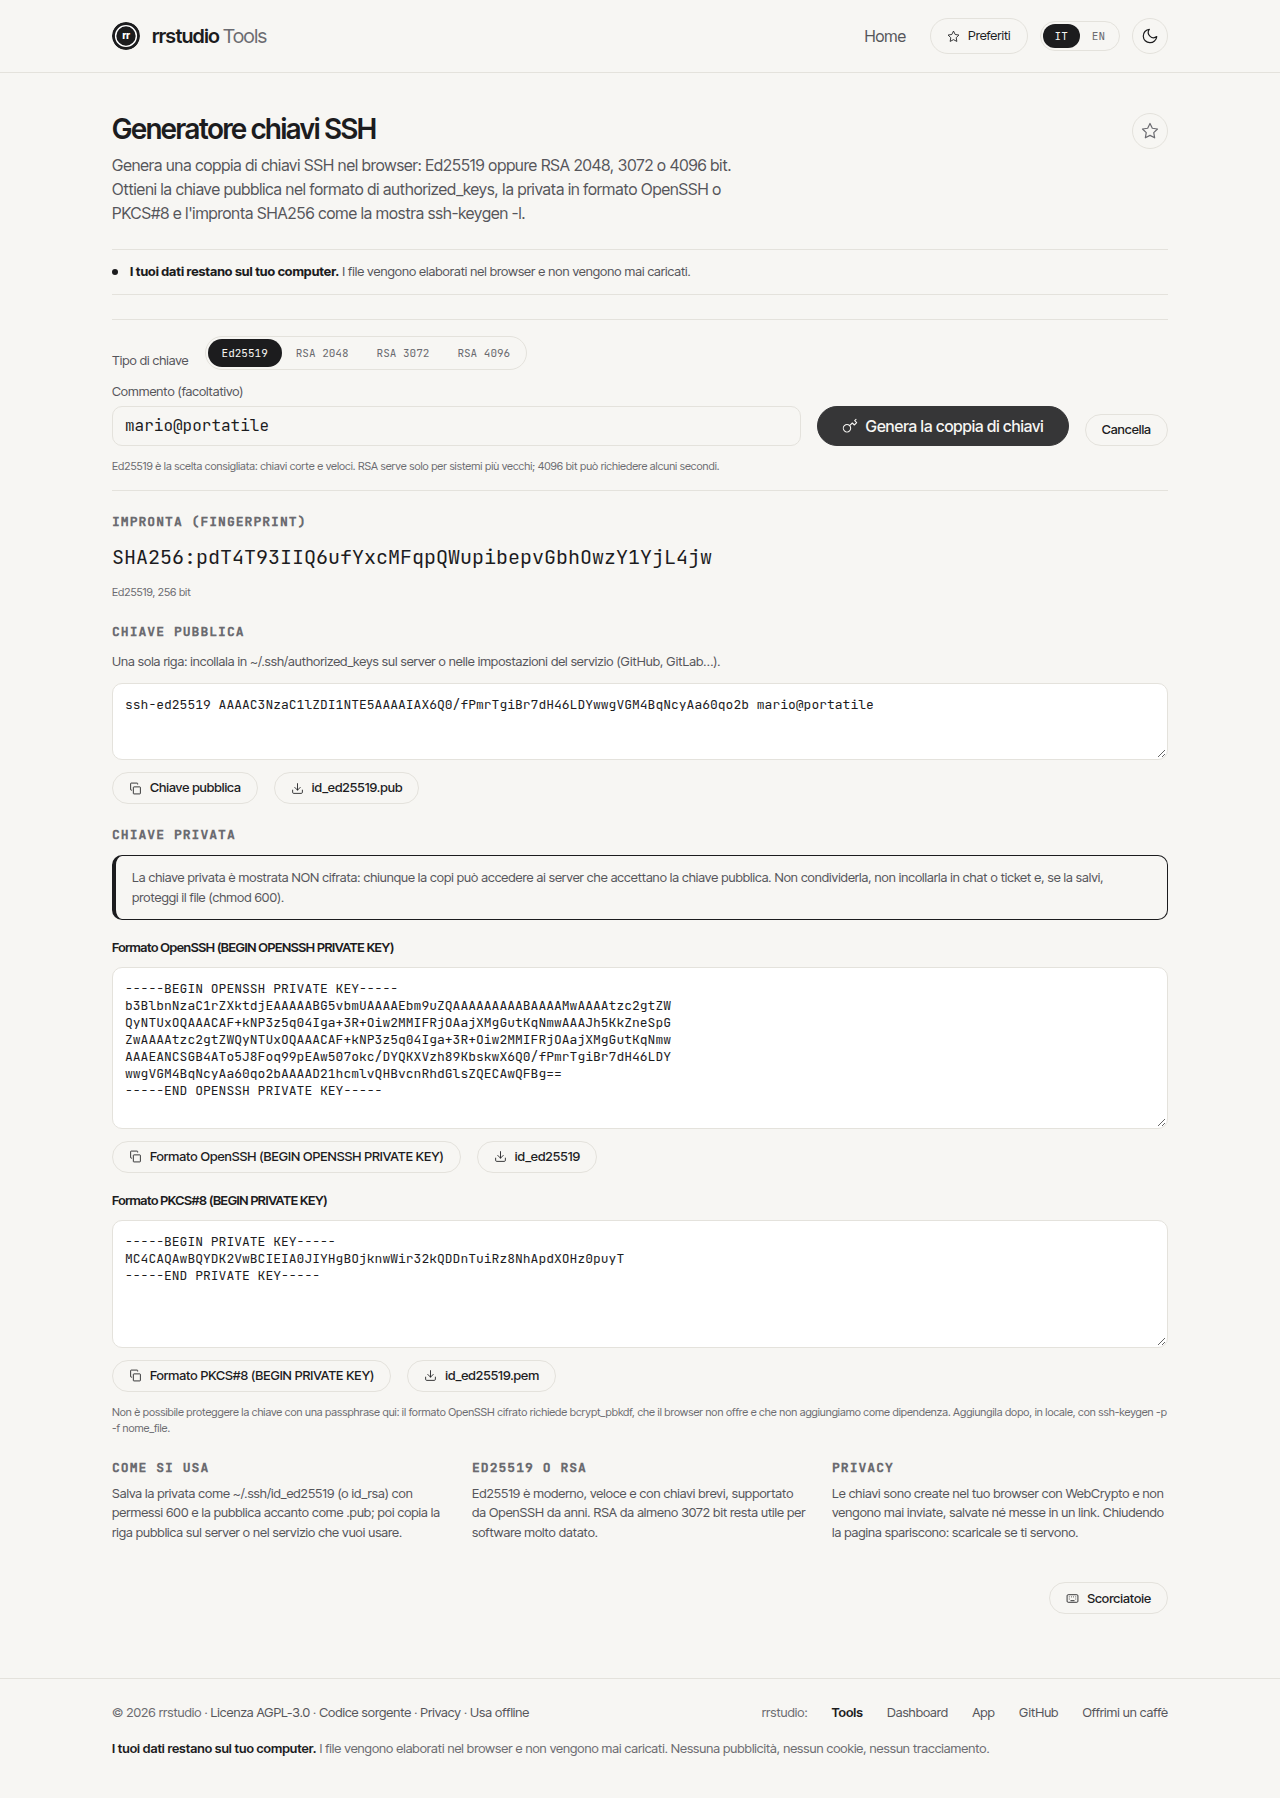 rr rrstudio Tools
Home
Preferiti
IT EN
Generatore chiavi SSH
Genera una coppia di chiavi SSH nel browser: Ed25519 oppure RSA 2048, 3072 o 4096 bit.
Ottieni la chiave pubblica nel formato di authorized_keys, la privata in formato OpenSSH o
PKCS#8 e l'impronta SHA256 come la mostra ssh-keygen -l.
I tuoi dati restano sul tuo computer. I file vengono elaborati nel browser e non vengono mai caricati.
Tipo di chiave Ed25519 RSA 2048 RSA 3072 RSA 4096
Commento (facoltativo)
mario@portatile Genera la coppia di chiavi Cancella
Ed25519 è la scelta consigliata: chiavi corte e veloci. RSA serve solo per sistemi più vecchi; 4096 bit può richiedere alcuni secondi.
IMPRONTA (FINGERPRINT)
SHA256:pdT4T93IIQ6ufYxcMFqpQWupibepvGbhOwzY1YjL4jw
Ed25519, 256 bit
CHIAVE PUBBLICA
Una sola riga: incollala in ~/.ssh/authorized_keys sul server o nelle impostazioni del servizio (GitHub, GitLab…).
ssh-ed25519 AAAAC3NzaC1lZDI1NTE5AAAAIAX6Q0/fPmrTgiBr7dH46LDYwwgVGM4BqNcyAa60qo2b mario@portatile
Chiave pubblica id_ed25519.pub
CHIAVE PRIVATA
La chiave privata è mostrata NON cifrata: chiunque la copi può accedere ai server che accettano la chiave pubblica. Non condividerla, non incollarla in chat o ticket e, se la salvi,
proteggi il file (chmod 600).
Formato OpenSSH (BEGIN OPENSSH PRIVATE KEY)
-----BEGIN OPENSSH PRIVATE KEY-----
b3BlbnNzaC1rZXktdjEAAAAABG5vbmUAAAAEbm9uZQAAAAAAAAABAAAAMwAAAAtzc2gtZW
QyNTUxOQAAACAF+kNP3z5q04Iga+3R+Oiw2MMIFRjOAajXMgGutKqNmwAAAJh5KkZneSpG
ZwAAAAtzc2gtZWQyNTUxOQAAACAF+kNP3z5q04Iga+3R+Oiw2MMIFRjOAajXMgGutKqNmw
AAAEANCSGB4ATo5J8Foq99pEAw507okc/DYQKXVzh89KbskwX6Q0/fPmrTgiBr7dH46LDY
wwgVGM4BqNcyAa60qo2bAAAAD21hcmlvQHBvcnRhdGlsZQECAwQFBg==
-----END OPENSSH PRIVATE KEY-----
Formato OpenSSH (BEGIN OPENSSH PRIVATE KEY) id_ed25519
Formato PKCS#8 (BEGIN PRIVATE KEY)
-----BEGIN PRIVATE KEY-----
MC4CAQAwBQYDK2VwBCIEIA0JIYHgBOjknwWir32kQDDnTuiRz8NhApdXOHz0puyT
-----END PRIVATE KEY-----
Formato PKCS#8 (BEGIN PRIVATE KEY) id_ed25519.pem
Non è possibile proteggere la chiave con una passphrase qui: il formato OpenSSH cifrato richiede bcrypt_pbkdf, che il browser non offre e che non aggiungiamo come dipendenza. Aggiungila dopo, in locale, con ssh-keygen -p
-f nome_file.
COME SI USA
Salva la privata come ~/.ssh/id_ed25519 (o id_rsa) con
permessi 600 e la pubblica accanto come .pub; poi copia la
riga pubblica sul server o nel servizio che vuoi usare.
ED25519 O RSA
Ed25519 è moderno, veloce e con chiavi brevi, supportato
da OpenSSH da anni. RSA da almeno 3072 bit resta utile per
software molto datato.
PRIVACY
Le chiavi sono create nel tuo browser con WebCrypto e non
vengono mai inviate, salvate né messe in un link. Chiudendo
la pagina spariscono: scaricale se ti servono.
Scorciatoie
© 2026 rrstudio · Licenza AGPL-3.0 · Codice sorgente · Privacy · Usa offline
rrstudio: Tools Dashboard App GitHub Offrimi un caffè
I tuoi dati restano sul tuo computer. I file vengono elaborati nel browser e non vengono mai caricati. Nessuna pubblicità, nessun cookie, nessun tracciamento.